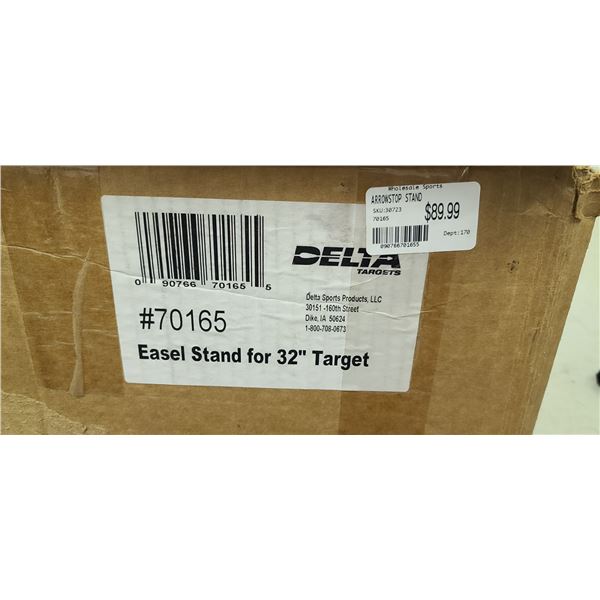 Wholesale Sports
ARROWSTOP STAND
SKU:30723
$89.99
70165
Dept:170
090766701655
0 90766 70165 5
DELTA
TARGETS
#70165
Delta Sports Products, LLC
30151 -160th Street
Dike, IA 50624
1-800-708-0673
Easel Stand for 32" Target